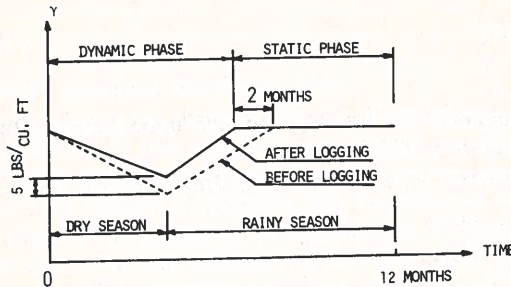 γ
DYNAMIC PHASE
STATIC PHASE
2 MONTHS
5 LBS/CU. FT
AFTER LOGGING
BEFORE LOGGING
DRY SEASON
RAINY SEASON
TIME
0
12 MONTHS